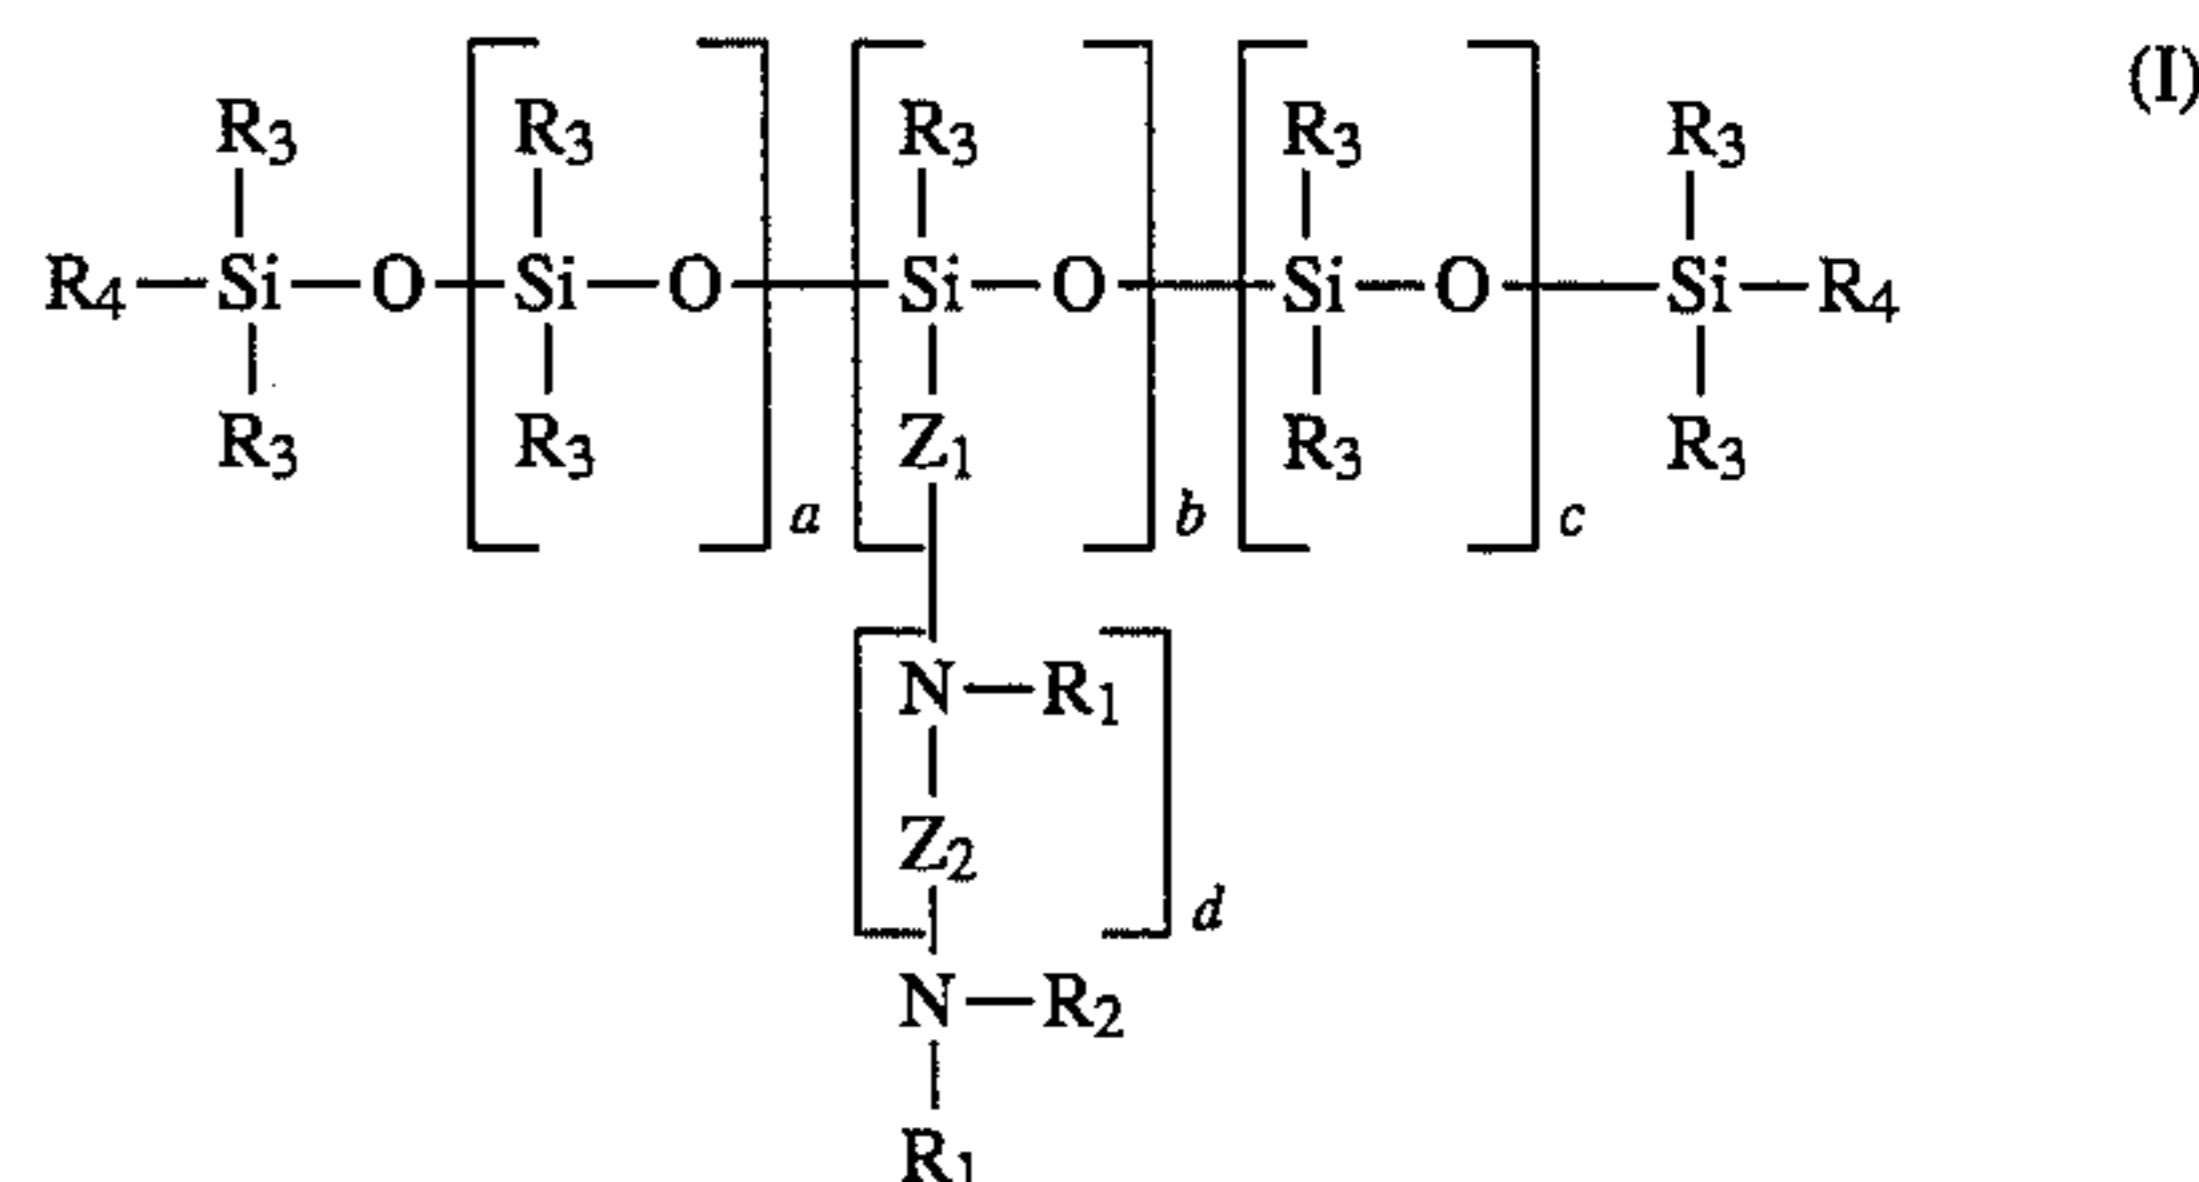 (I)
R3 R3 R3 R3 R3
R4—Si—O—Si—O—Si—O—Si—O—Si—R4
R3 R3 Z1 R3 R3
a b c
N—R1
Z2
d
N—R2
R1